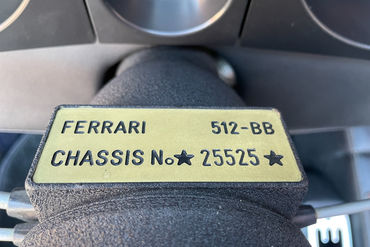 FERRARI 512-BB
CHASSIS No★25525★